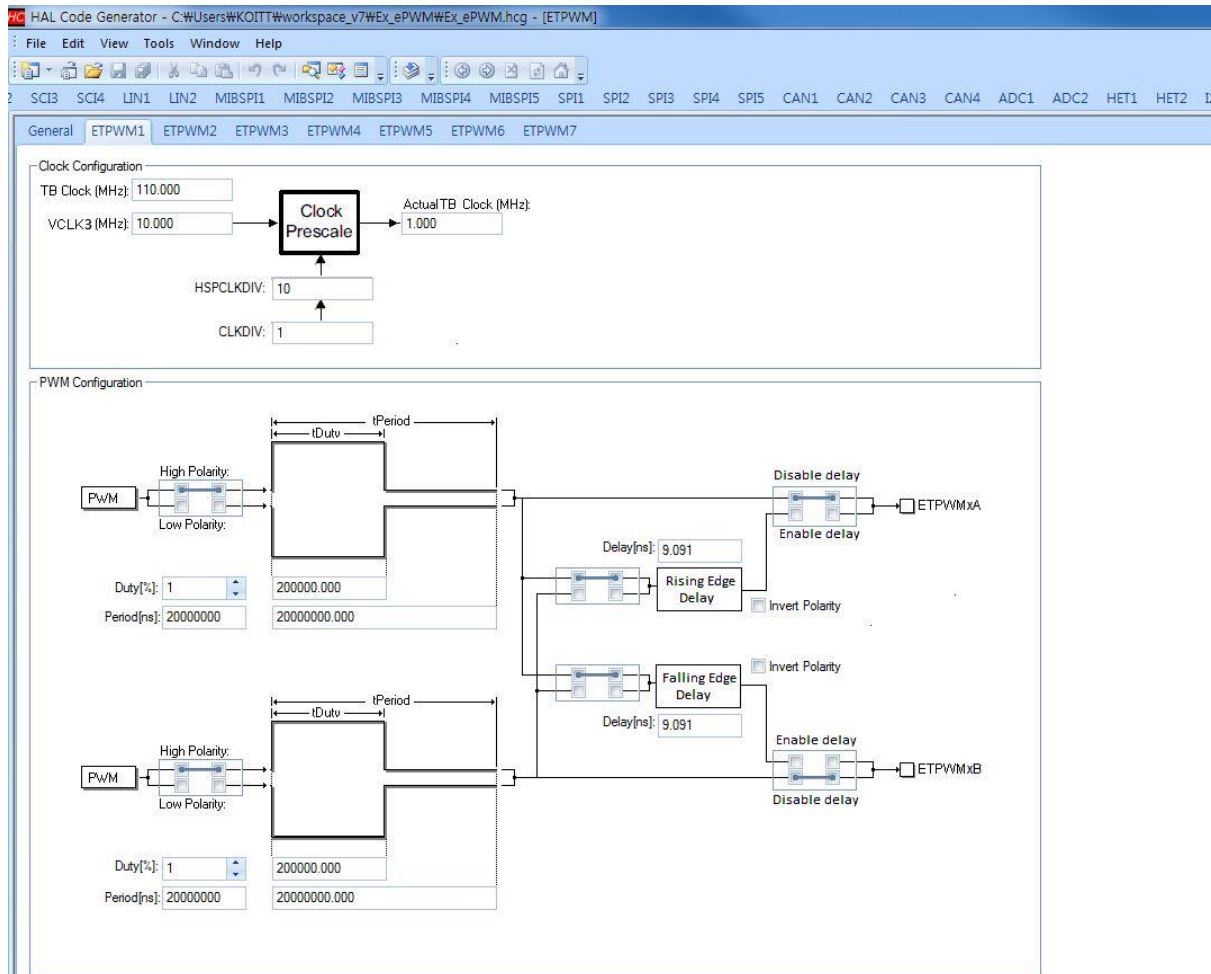 HC HAL Code Generator - C:₩Users₩KOITT₩workspace_v7₩Ex_ePWM₩Ex_ePWM.hcg - [ETPWM]
File Edit View Tools Window Help
2 SCI3 SCI4 LIN1 LIN2 MIBSPI1 MIBSPI2 MIBSPI3 MIBSPI4 MIBSPI5 SPI1 SPI2 SPI3 SPI4 SPI5 CAN1 CAN2 CAN3 CAN4 ADC1 ADC2 HET1 HET2
General ETPWM1 ETPWM2 ETPWM3 ETPWM4 ETPWM5 ETPWM6 ETPWM7
Clock Configuration
TB Clock (MHz): 110.000
VCLK3 (MHz): 10.000
Clock Prescale
Actual TB Clock (MHz):
1.000
HSPCLKDIV: 10
CLKDIV: 1
PWM Configuration
tPeriod
tDuty
High Polarity:
PWM
Low Polarity:
Duty[%]: 1 200000.000
Period[ns]: 20000000 20000000.000
Disable delay
ETPWMxA
Enable delay
Delay[ns]: 9.091
Rising Edge Delay
Invert Polarity
Invert Polarity
Falling Edge Delay
Delay[ns]: 9.091
Enable delay
ETPWMxB
Disable delay
tPeriod
tDuty
High Polarity:
PWM
Low Polarity:
Duty[%]: 1 200000.000
Period[ns]: 20000000 20000000.000